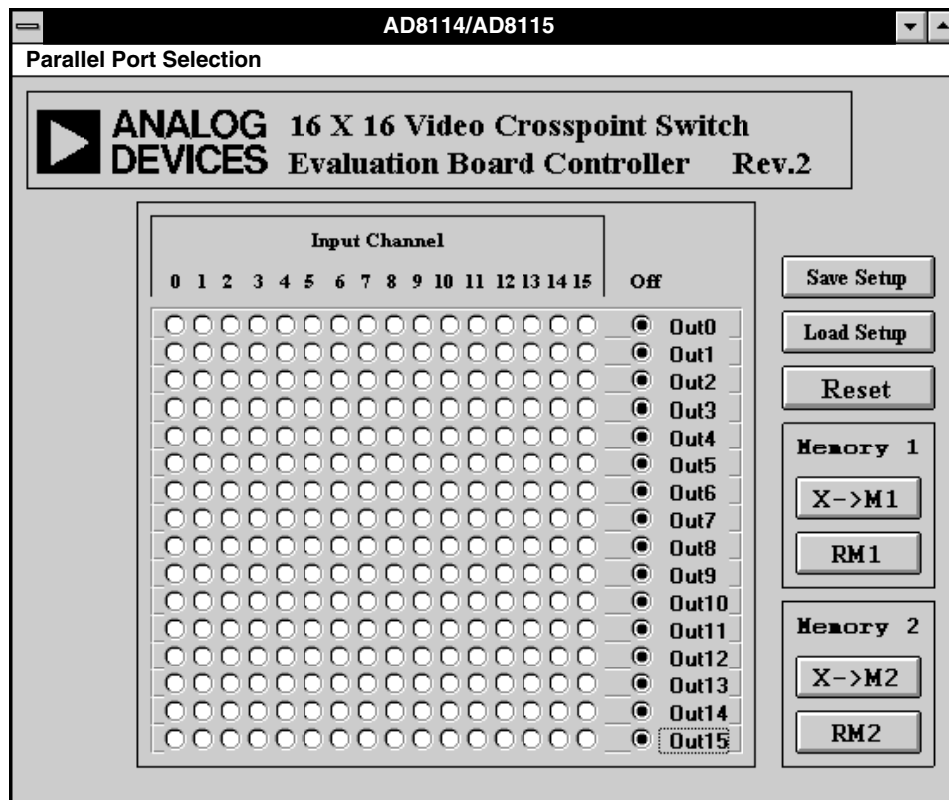 AD8114/AD8115
Parallel Port Selection
ANALOG DEVICES
16 X 16 Video Crosspoint Switch
Evaluation Board Controller Rev.2
Input Channel
0 1 2 3 4 5 6 7 8 9 10 11 12 13 14 15 Off
Out0
Out1
Out2
Out3
Out4
Out5
Out6
Out7
Out8
Out9
Out10
Out11
Out12
Out13
Out14
Out15
Save Setup
Load Setup
Reset
Memory 1
X->M1
RM1
Memory 2
X->M2
RM2